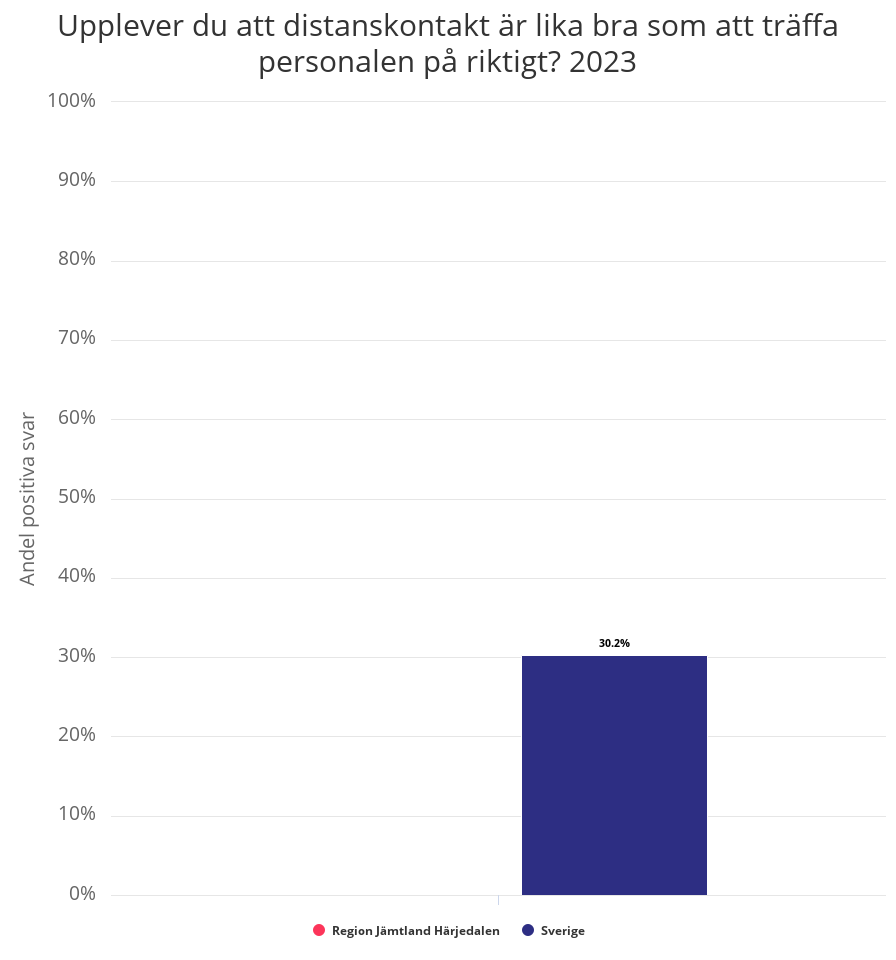 Upplever du att distanskontakt är lika bra som att träffa
personalen på riktigt? 2023
100%
90%
80%
70%
60%
50%
40%
30%
20%
10%
0%
Andel positiva svar
30.2%
Region Jämtland Härjedalen
Sverige